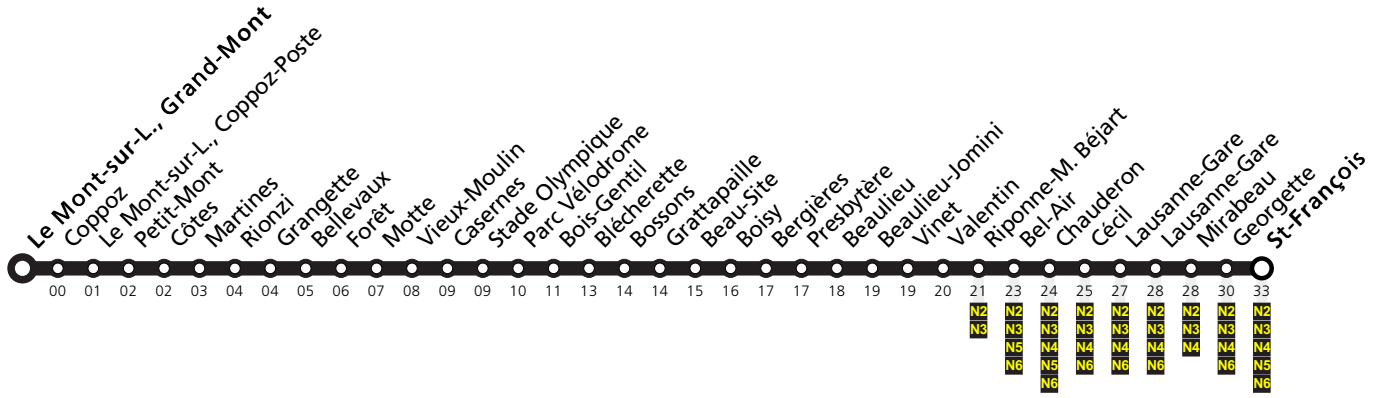 Le Mont-sur-L., Grand-Mont
Coppoz
Le Mont-sur-L., Coppoz-Poste
Petit-Mont
Côtes
Martines
Rionzi
Grangette
Bellevaux
Forêt
Motte
Vieux-Moulin
Casernes
Stade Olympique
Parc Vélodrome
Bois-Gentil
Blécherette
Bossons
Grattapaille
Beau-Site
Boisy
Bergières
Presbytère
Beaulieu
Beaulieu-Jomini
Vinet
Valentin
Riponne-M. Béjart
Bel-Air
Chauderon
Cécil
Lausanne-Gare
Lausanne-Gare
Mirabeau
Georgette
St-François
00 01 02 02 03 04 04 05 06 07 08 09 09 10 11 13 14 14 15 16 17 17 18 19 19 20 21 23 24 25 27 28 28 30 33
N2 N2 N2 N2 N2 N2 N2 N2 N2
N3 N3 N3 N3 N3 N3 N3 N3 N3
N5 N4 N4 N4 N4 N4 N4 N4
N6 N5 N6 N6 N6 N6 N5
N6 N6